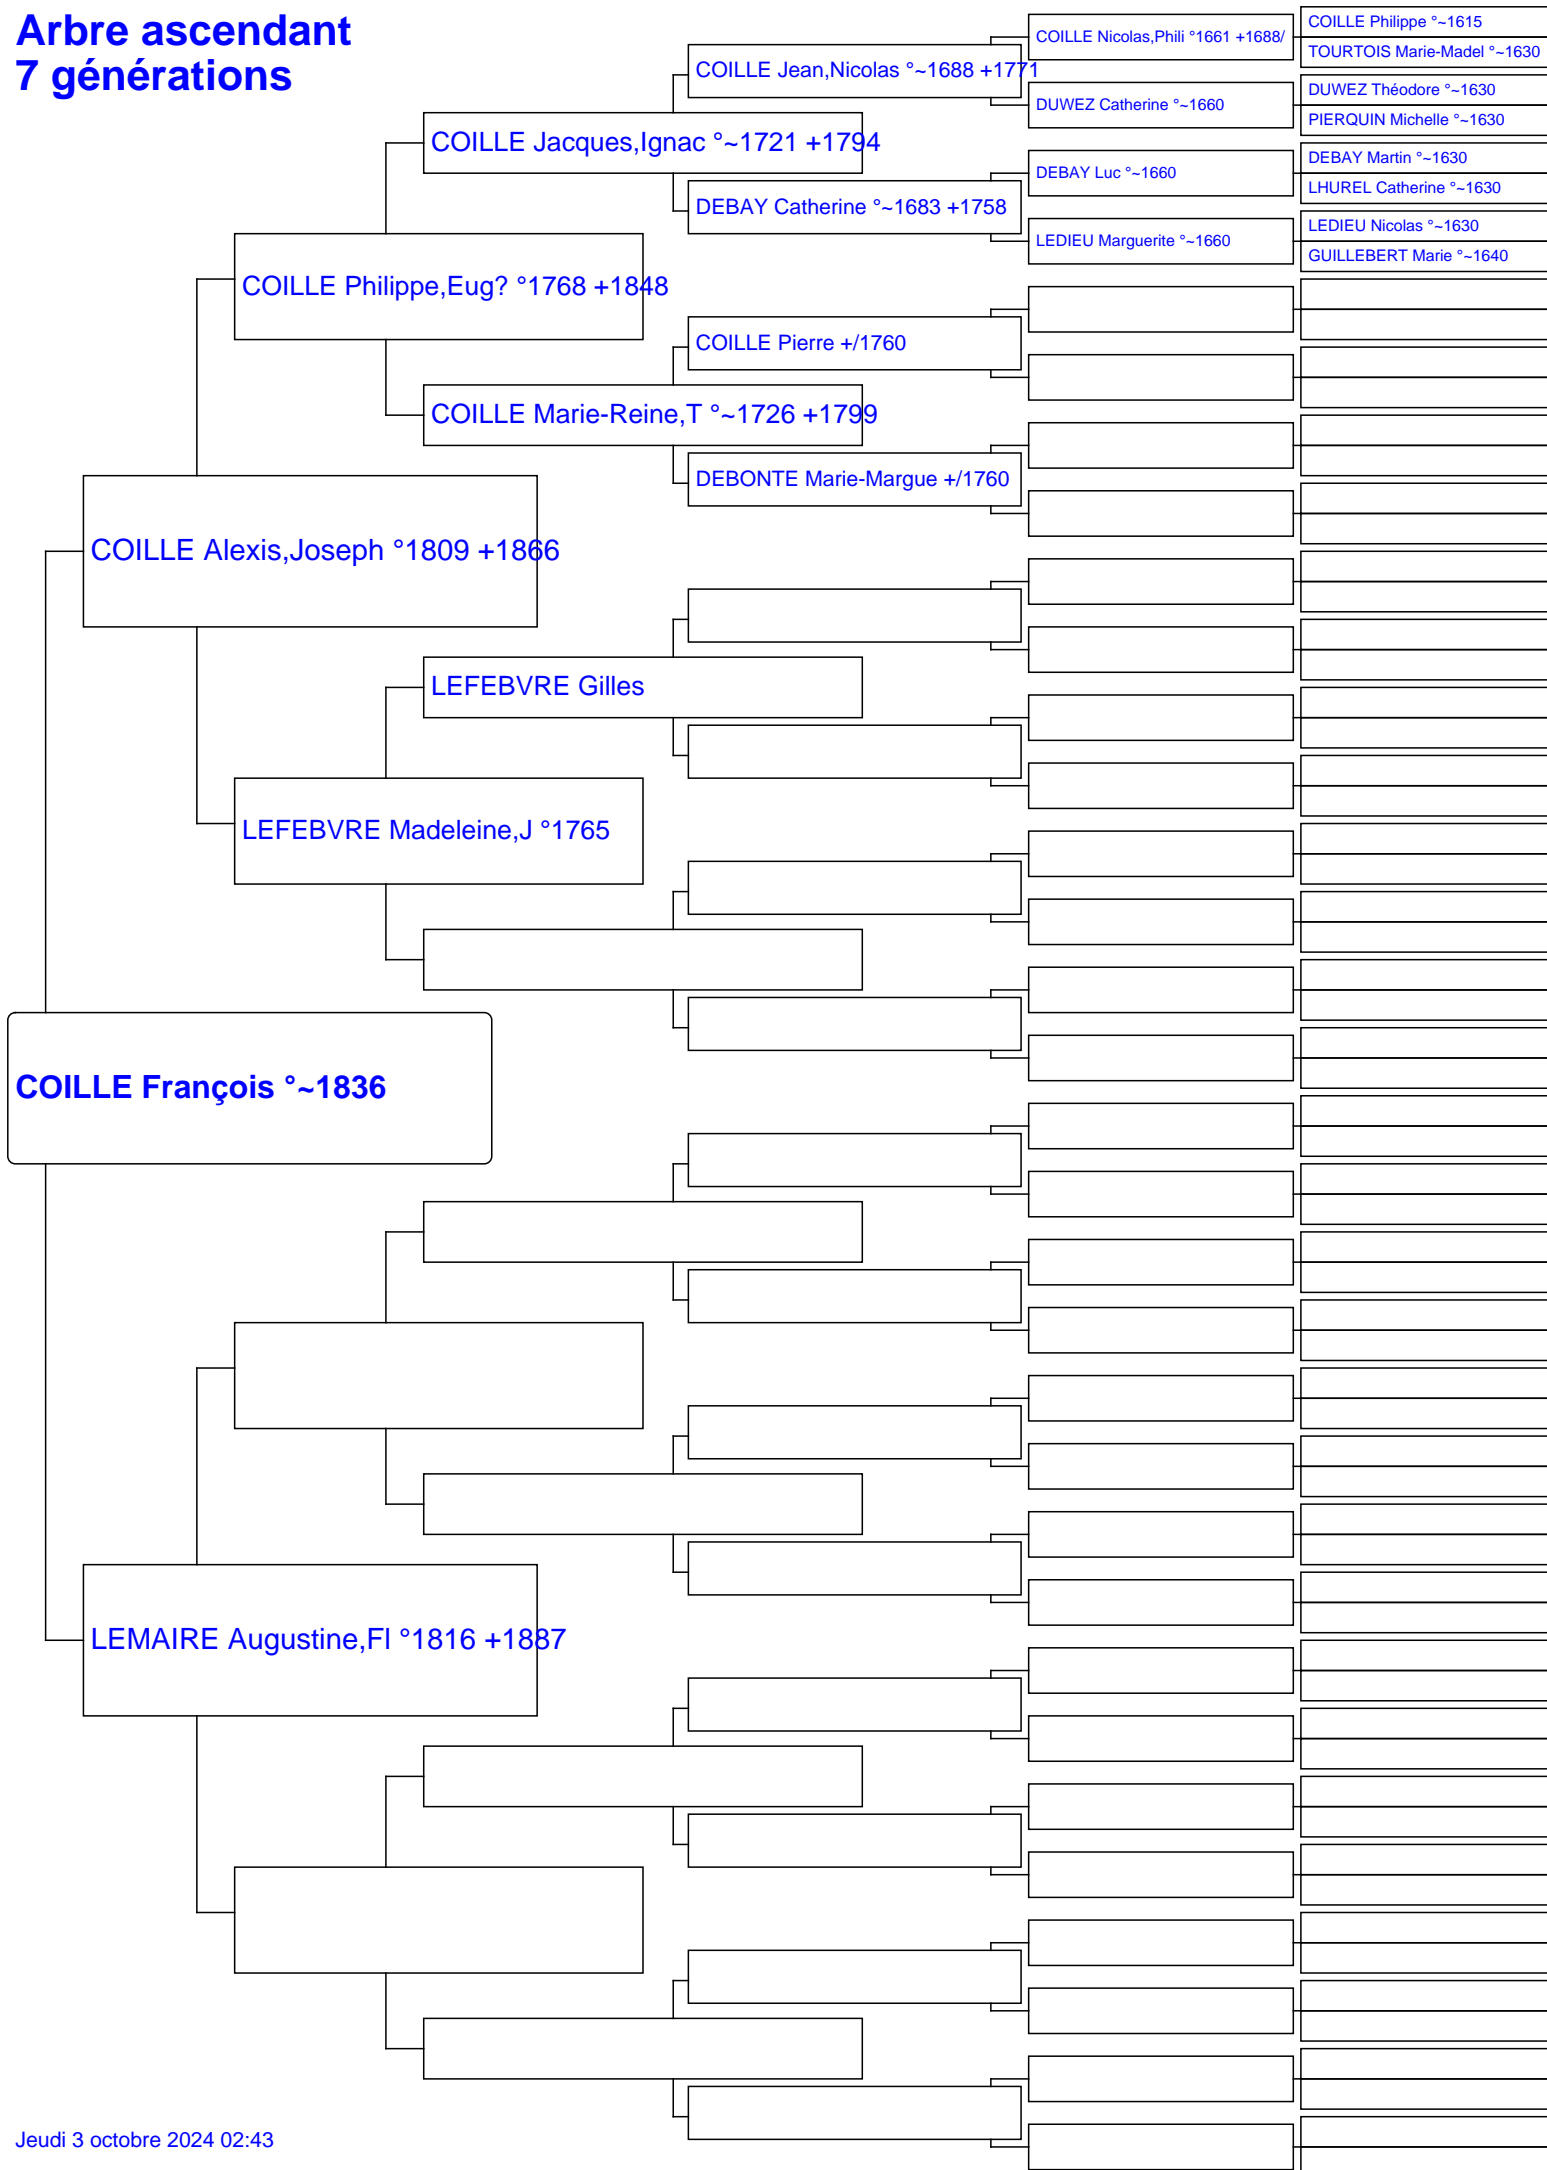 Arbre ascendant
7 générations
COILLE Philippe °~1615
COILLE Nicolas,Phili °1661 +1688/
TOURTOIS Marie-Madel °~1630
COILLE Jean,Nicolas °~1688 +1771
DUWEZ Théodore °~1630
DUWEZ Catherine °~1660
PIERQUIN Michelle °~1630
COILLE Jacques,Ignac °~1721 +1794
DEBAY Martin °~1630
DEBAY Luc °~1660
LHUREL Catherine °~1630
DEBAY Catherine °~1683 +1758
LEDIEU Nicolas °~1630
LEDIEU Marguerite °~1660
GUILLEBERT Marie °~1640
COILLE Philippe,Eug? °1768 +1848
COILLE Pierre +/1760
COILLE Marie-Reine,T °~1726 +1799
DEBONTE Marie-Margue +/1760
COILLE Alexis,Joseph °1809 +1866
LEFEBVRE Gilles
LEFEBVRE Madeleine,J °1765
COILLE François °~1836
LEMAIRE Augustine,Fl °1816 +1887
Jeudi 3 octobre 2024 02:43